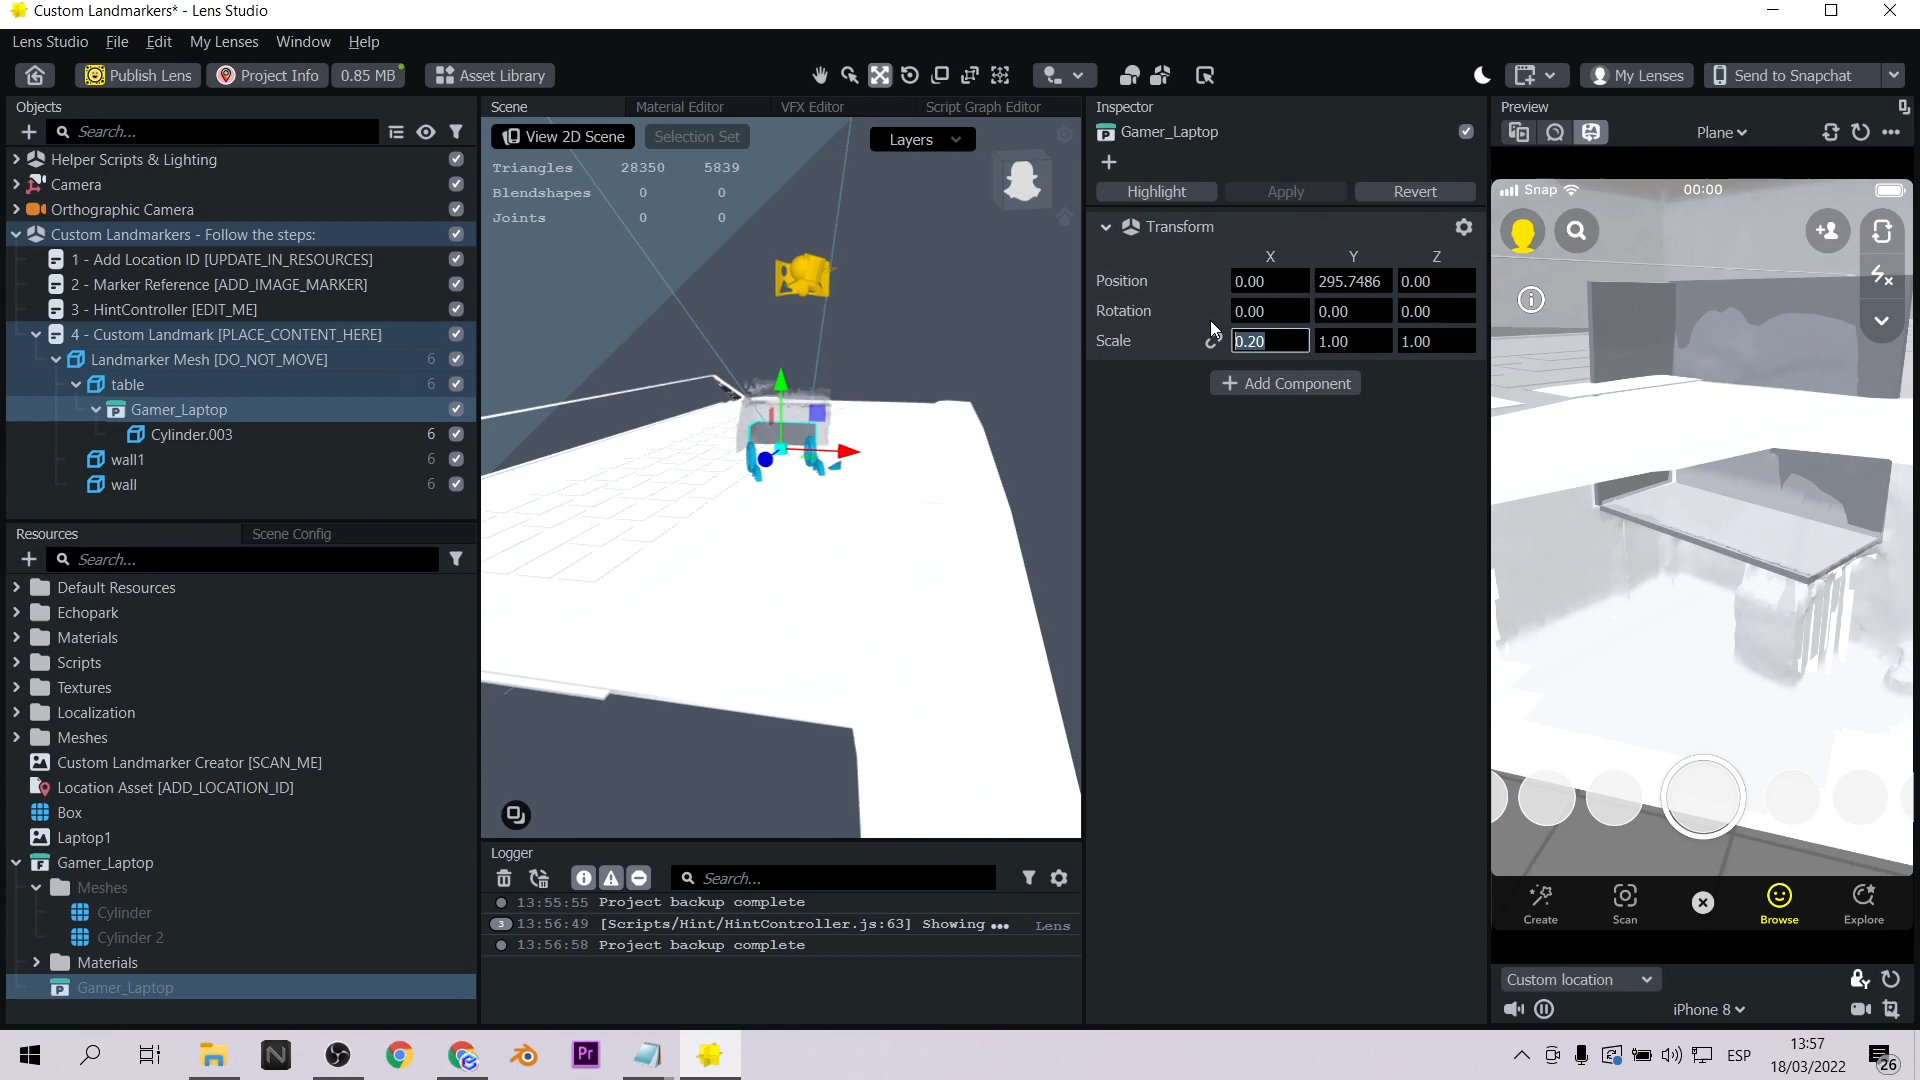 Custom Landmarkers* - Lens Studio
Lens Studio File Edit My Lenses Window Help
Publish Lens Project Info 0.85 MB Asset Library My Lenses Send to Snapchat
Objects
Search...
Helper Scripts & Lighting
Camera
Orthographic Camera
Custom Landmarkers - Follow the steps:
1 - Add Location ID [UPDATE_IN_RESOURCES]
2 - Marker Reference [ADD_IMAGE_MARKER]
3 - HintController [EDIT_ME]
4 - Custom Landmark [PLACE_CONTENT_HERE]
Landmarker Mesh [DO_NOT_MOVE] 6
table 6
Gamer_Laptop
Cylinder.003 6
wall1 6
wall 6
Resources Scene Config
Search...
Default Resources
Echopark
Materials
Scripts
Textures
Localization
Meshes
Custom Landmarker Creator [SCAN_ME]
Location Asset [ADD_LOCATION_ID]
Box
Laptop1
Gamer_Laptop
Meshes
Cylinder
Cylinder 2
Materials
Gamer_Laptop
Scene Material Editor VFX Editor Script Graph Editor
View 2D Scene Selection Set Layers
Triangles 28350 5839
Blendshapes 0 0
Joints 0 0
Logger
Search...
13:55:55 Project backup complete
3 13:56:49 [Scripts/Hint/HintController.js:63] Showing ••• Lens
13:56:58 Project backup complete
Inspector
Gamer_Laptop
Highlight Apply Revert
Transform
X Y Z
Position 0.00 295.7486 0.00
Rotation 0.00 0.00 0.00
Scale 0.20 1.00 1.00
Add Component
Preview
Plane
Snap 00:00
Create Scan Browse Explore
Custom location
iPhone 8
Pr ESP 13:57
18/03/2022 26